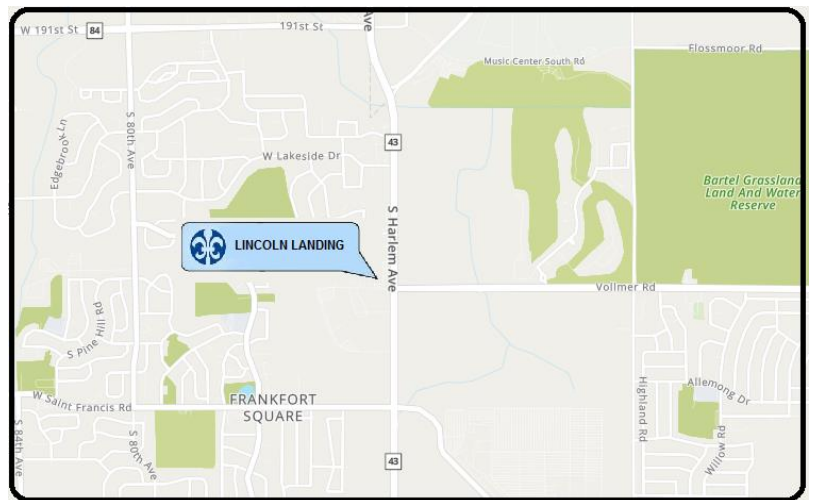 W 191st St
84
191st St
Ave
Flossmoor Rd
Music Center South Rd
Edgebrook Ln
S 80th Ave
43
W Lakeside Dr
Bartel Grassland
Land And Water
Reserve
S Harlem Ave
LINCOLN LANDING
Vollmer Rd
S Pine Hill Rd
W Saint Francis Rd
FRANKFORT
SQUARE
Highland Rd
Allemong Dr
Willow Rd
S 84th Ave
S 80th Ave
43